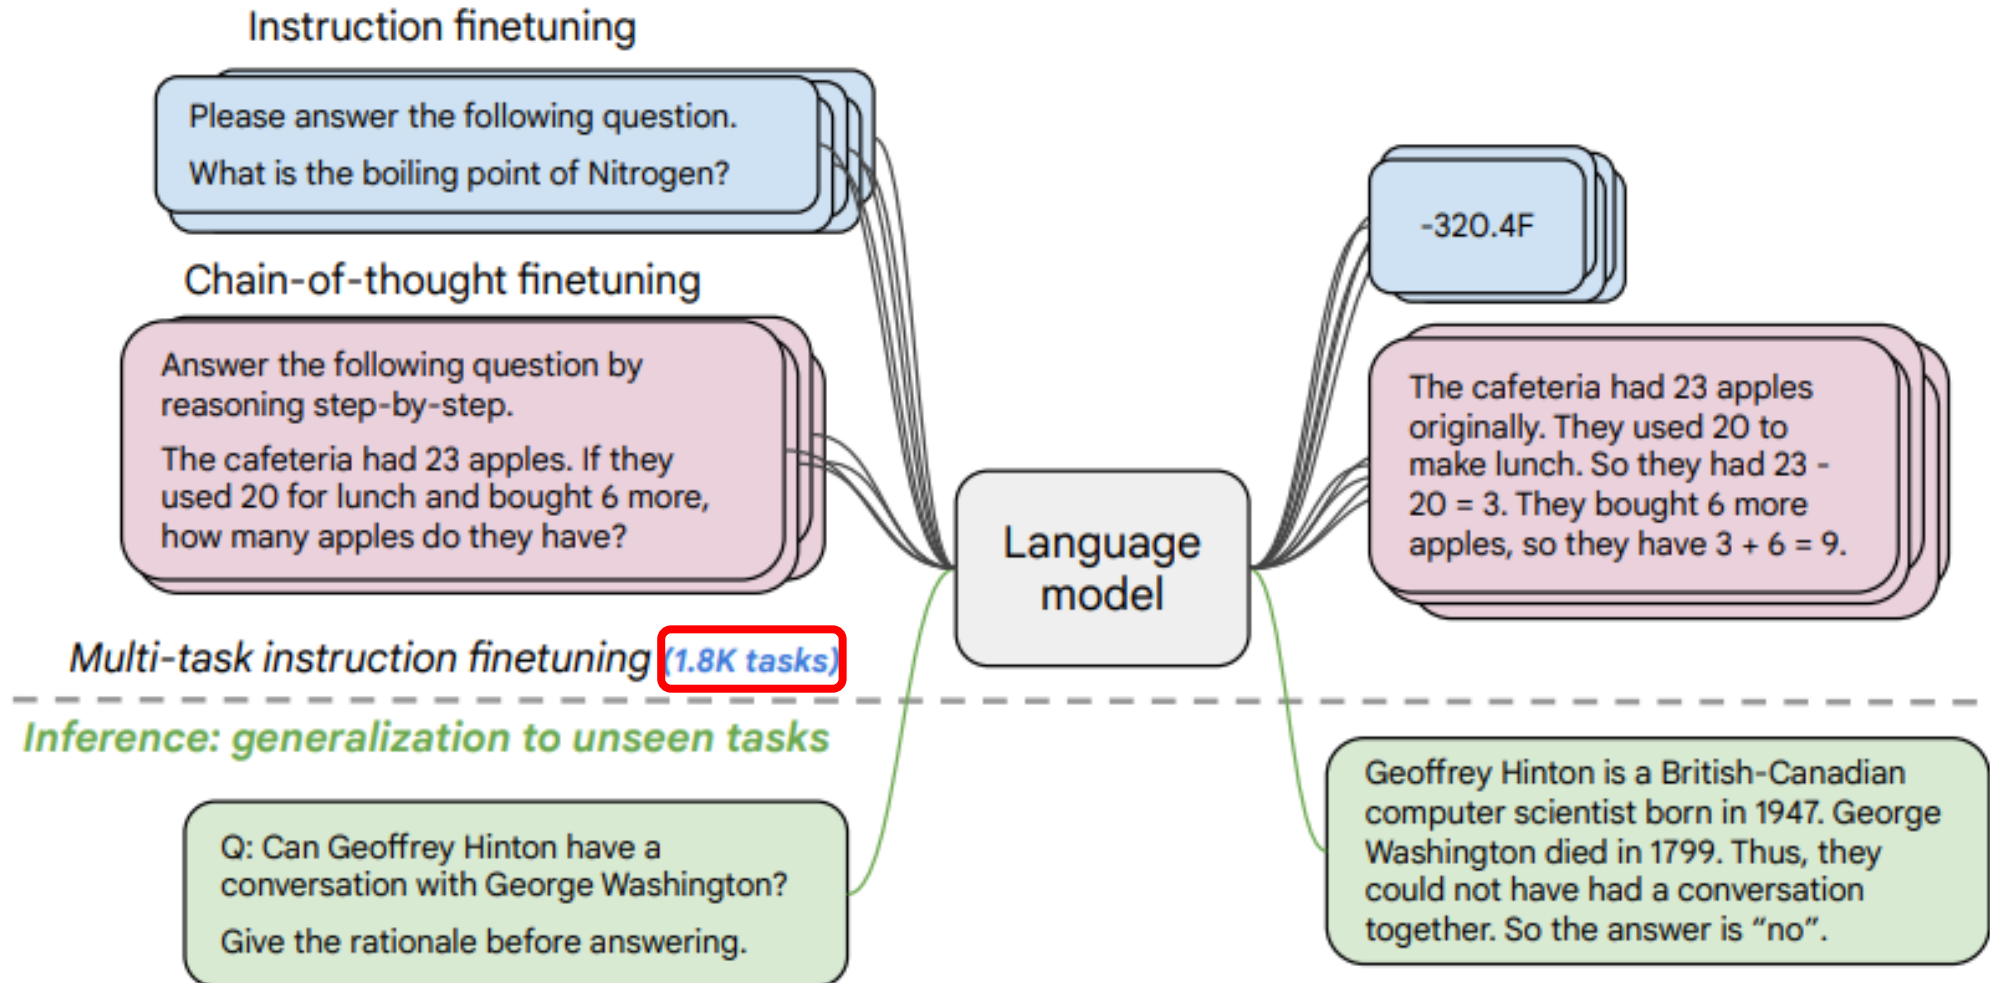 Instruction finetuning
Please answer the following question.
What is the boiling point of Nitrogen?
-320.4F
Chain-of-thought finetuning
Answer the following question by
reasoning step-by-step.
The cafeteria had 23 apples. If they
used 20 for lunch and bought 6 more,
how many apples do they have?
The cafeteria had 23 apples
originally. They used 20 to
make lunch. So they had 23 -
20 = 3. They bought 6 more
apples, so they have 3 + 6 = 9.
Language
model
Multi-task instruction finetuning (1.8K tasks)
Inference: generalization to unseen tasks
Q: Can Geoffrey Hinton have a
conversation with George Washington?
Give the rationale before answering.
Geoffrey Hinton is a British-Canadian
computer scientist born in 1947. George
Washington died in 1799. Thus, they
could not have had a conversation
together. So the answer is “no”.